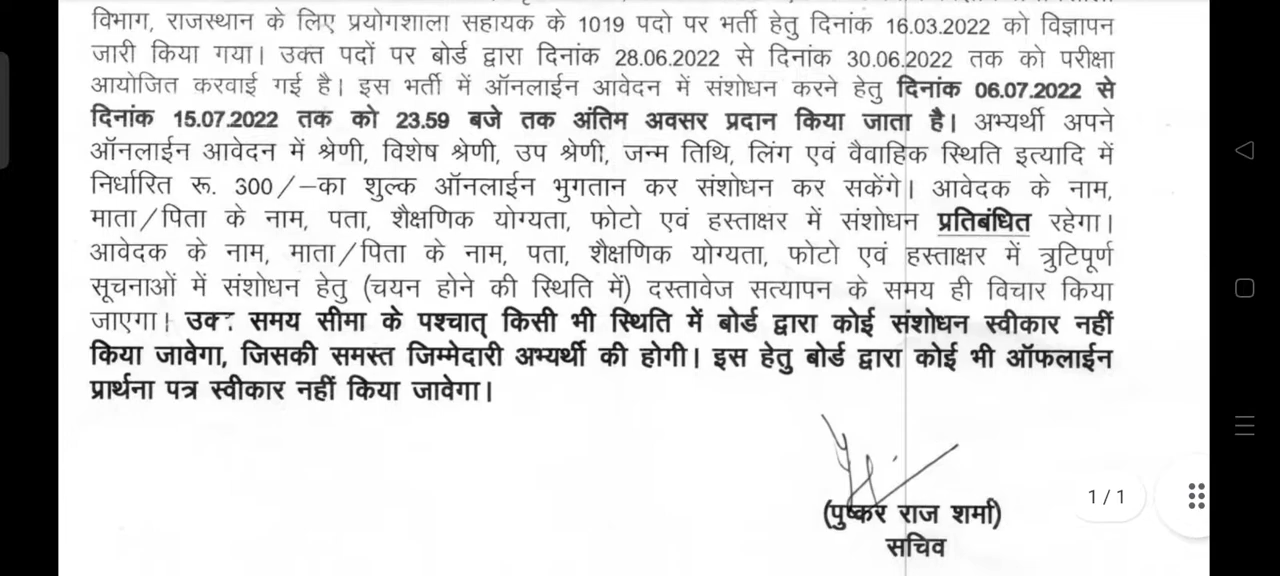 विभाग, राजस्थान के लिए प्रयोगशाला सहायक के 1019 पदो पर भर्ती हेतु दिनांक 16.03.2022 को विज्ञापन
जारी किया गया। उक्त पदों पर बोर्ड द्वारा दिनांक 28.06.2022 से दिनांक 30.06.2022 तक को परीक्षा
आयोजित करवाई गई है। इस भर्ती में ऑनलाईन आवेदन में संशोधन करने हेतु दिनांक 06.07.2022 से
दिनांक 15.07.2022 तक को 23.59 बजे तक अंतिम अवसर प्रदान किया जाता है। अभ्यर्थी अपने
ऑनलाईन आवेदन में श्रेणी, विशेष श्रेणी, उप श्रेणी, जन्म तिथि, लिंग एवं वैवाहिक स्थिति इत्यादि में
निर्धारित रू. 300/–का शुल्क ऑनलाईन भुगतान कर संशोधन कर सकेंगे। आवेदक के नाम,
माता/पिता के नाम, पता, शैक्षणिक योग्यता, फोटो एवं हस्ताक्षर में संशोधन प्रतिबंधित रहेगा।
आवेदक के नाम, माता/पिता के नाम, पता, शैक्षणिक योग्यता, फोटो एवं हस्ताक्षर में त्रुटिपूर्ण
सूचनाओं में संशोधन हेतु (चयन होने की स्थिति में) दस्तावेज सत्यापन के समय ही विचार किया
जाएगा। उक्त समय सीमा के पश्चात् किसी भी स्थिति में बोर्ड द्वारा कोई संशोधन स्वीकार नहीं
किया जावेगा, जिसकी समस्त जिम्मेदारी अभ्यर्थी की होगी। इस हेतु बोर्ड द्वारा कोई भी ऑफलाईन
प्रार्थना पत्र स्वीकार नहीं किया जावेगा।
(पुष्कर राज शर्मा)
सचिव
1/1